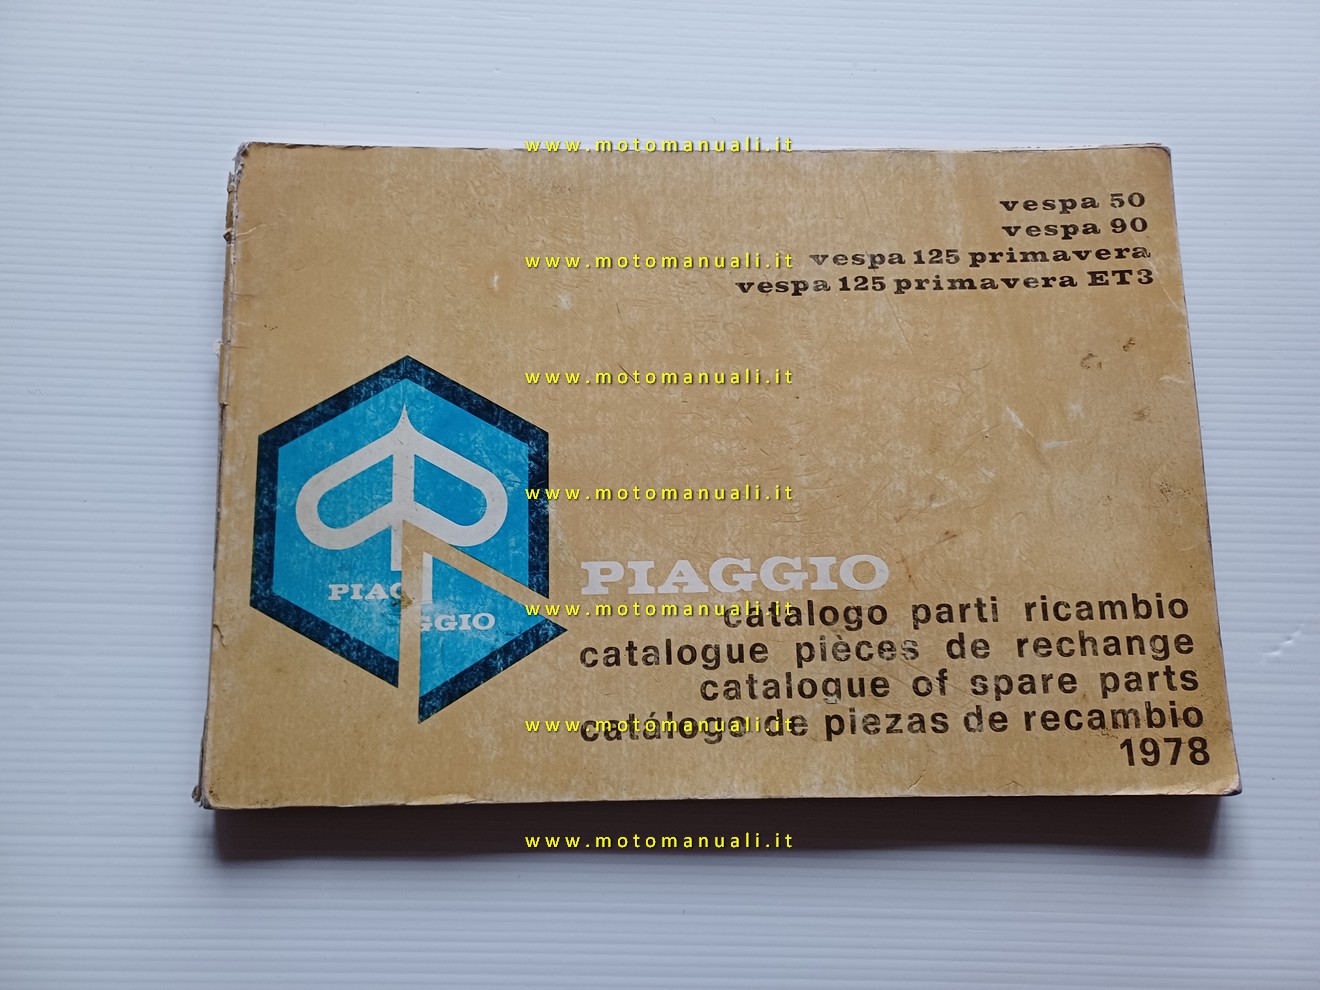 www.motomanuali.it
vespa 50
vespa 90
vespa 125 primavera
www.motomanuali.it
vespa 125 primavera ET3
www.motomanuali.it
www.motomanuali.it
PIAGGIO
PIAGGIO
www.motomanuali.it
catalogo parti ricambio
catalogue pièces de rechange
catalogue of spare parts
catálogo de piezas de recambio
www.motomanuali.it
1978
www.motomanuali.it